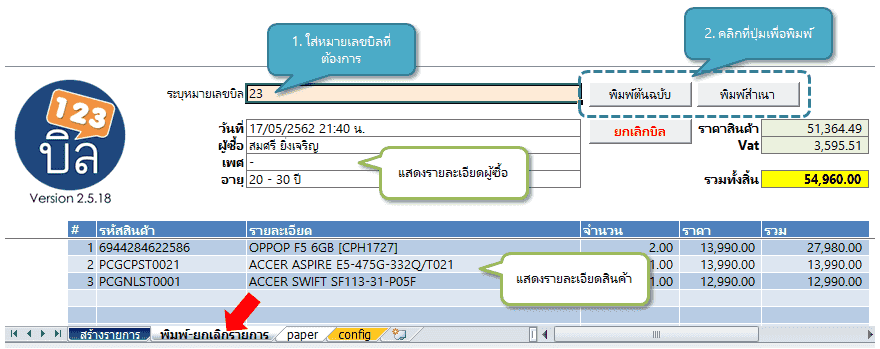 1. ใส่หมายเลขบิลที่
ต้องการ
2. คลิกที่ปุ่มเพื่อพิมพ์
ระบุหมายเลขบิล 23 พิมพ์ต้นฉบับ พิมพ์สำเนา
123
บิล
Version 2.5.18
วันที่ 17/05/2562 21:40 น. ยกเลิกบิล ราคาสินค้า 51,364.49
ผู้ซื้อ สมศรี ยิ่งเจริญ Vat 3,595.51
เพศ -
แสดงรายละเอียดผู้ซื้อ
อายุ 20 - 30 ปี รวมทั้งสิ้น 54,960.00
# รหัสสินค้า รายละเอียด จำนวน ราคา รวม
1 6944284622586 OPPOP F5 6GB [CPH1727] 2.00 13,990.00 27,980.00
2 PCGCPST0021 ACCER ASPIRE E5-475G-332Q/T021 1.00 13,990.00 13,990.00
3 PCGNLST0001 ACCER SWIFT SF113-31-P05F 1.00 12,990.00 12,990.00
แสดงรายละเอียดสินค้า
สร้างรายการ พิมพ์-ยกเลิกรายการ paper config